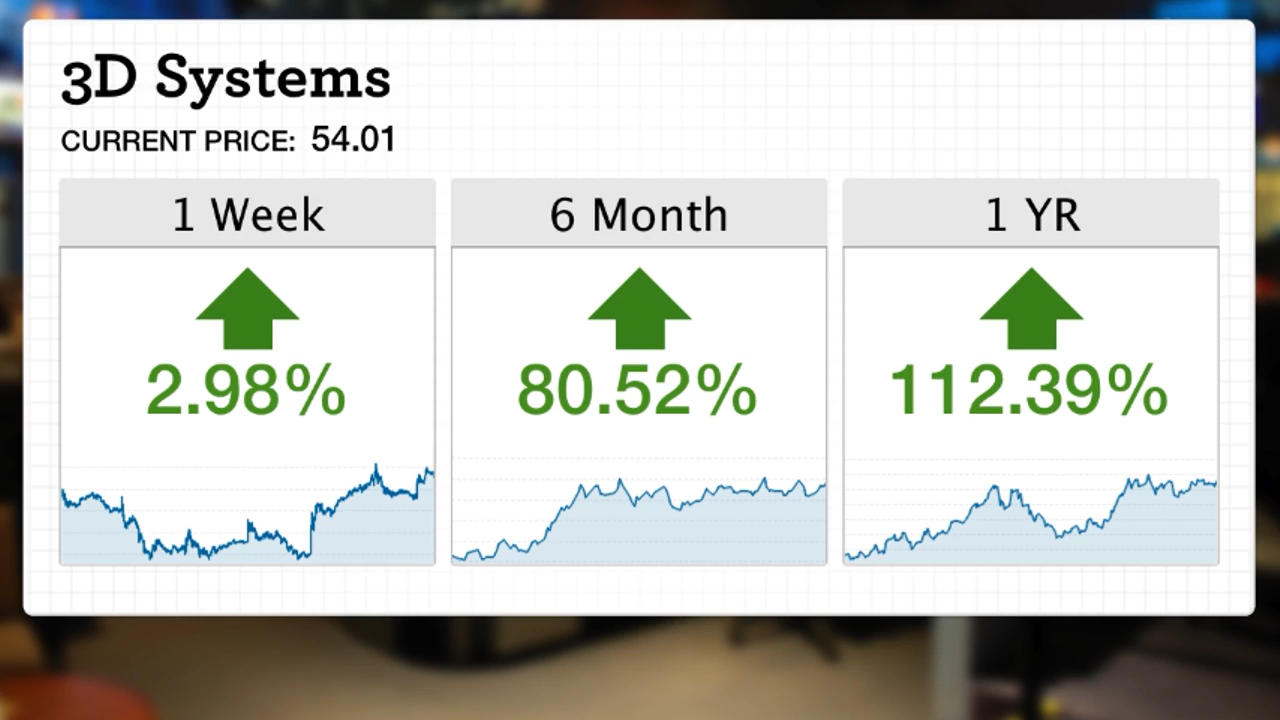 3D Systems
CURRENT PRICE: 54.01
1 Week
6 Month
1 YR
2.98%
80.52%
112.39%